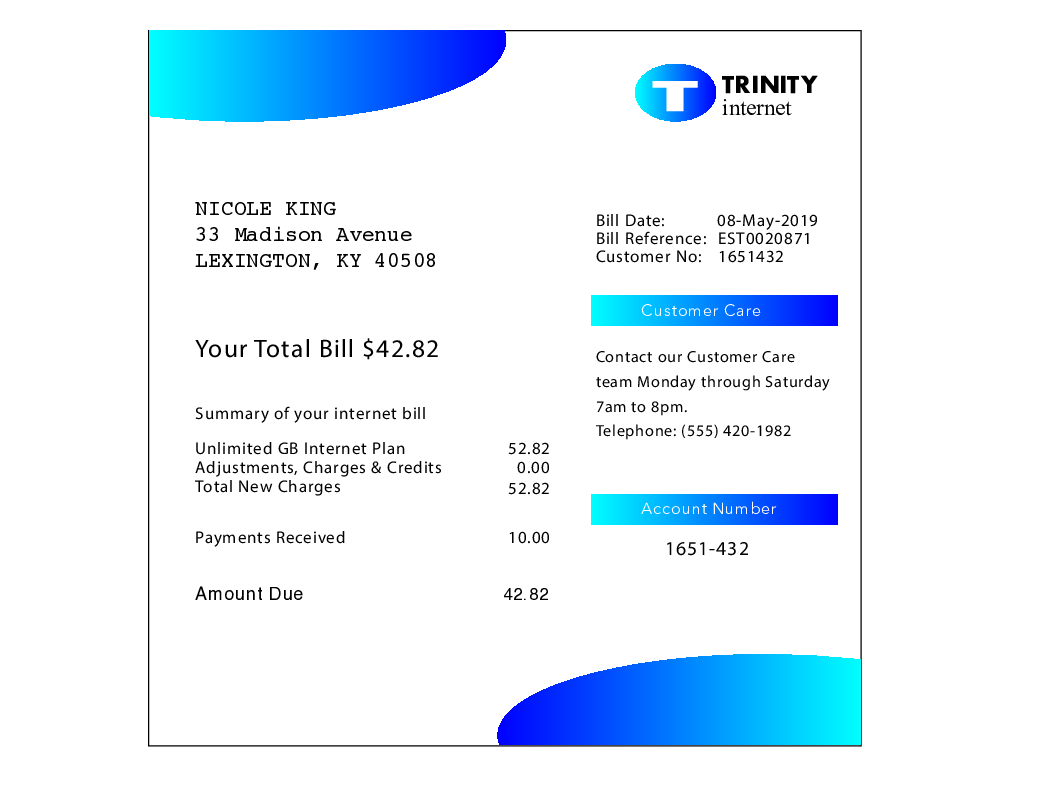 T TRINITY
internet
NICOLE KING
33 Madison Avenue
LEXINGTON, KY 40508
Bill Date: 08-May-2019
Bill Reference: EST0020871
Customer No: 1651432
Customer Care
Your Total Bill $42.82
Contact our Customer Care
team Monday through Saturday
7am to 8pm.
Telephone: (555) 420-1982
Summary of your internet bill
Unlimited GB Internet Plan 52.82
Adjustments, Charges & Credits 0.00
Total New Charges 52.82
Account Number
1651-432
Payments Received 10.00
Amount Due 42.82